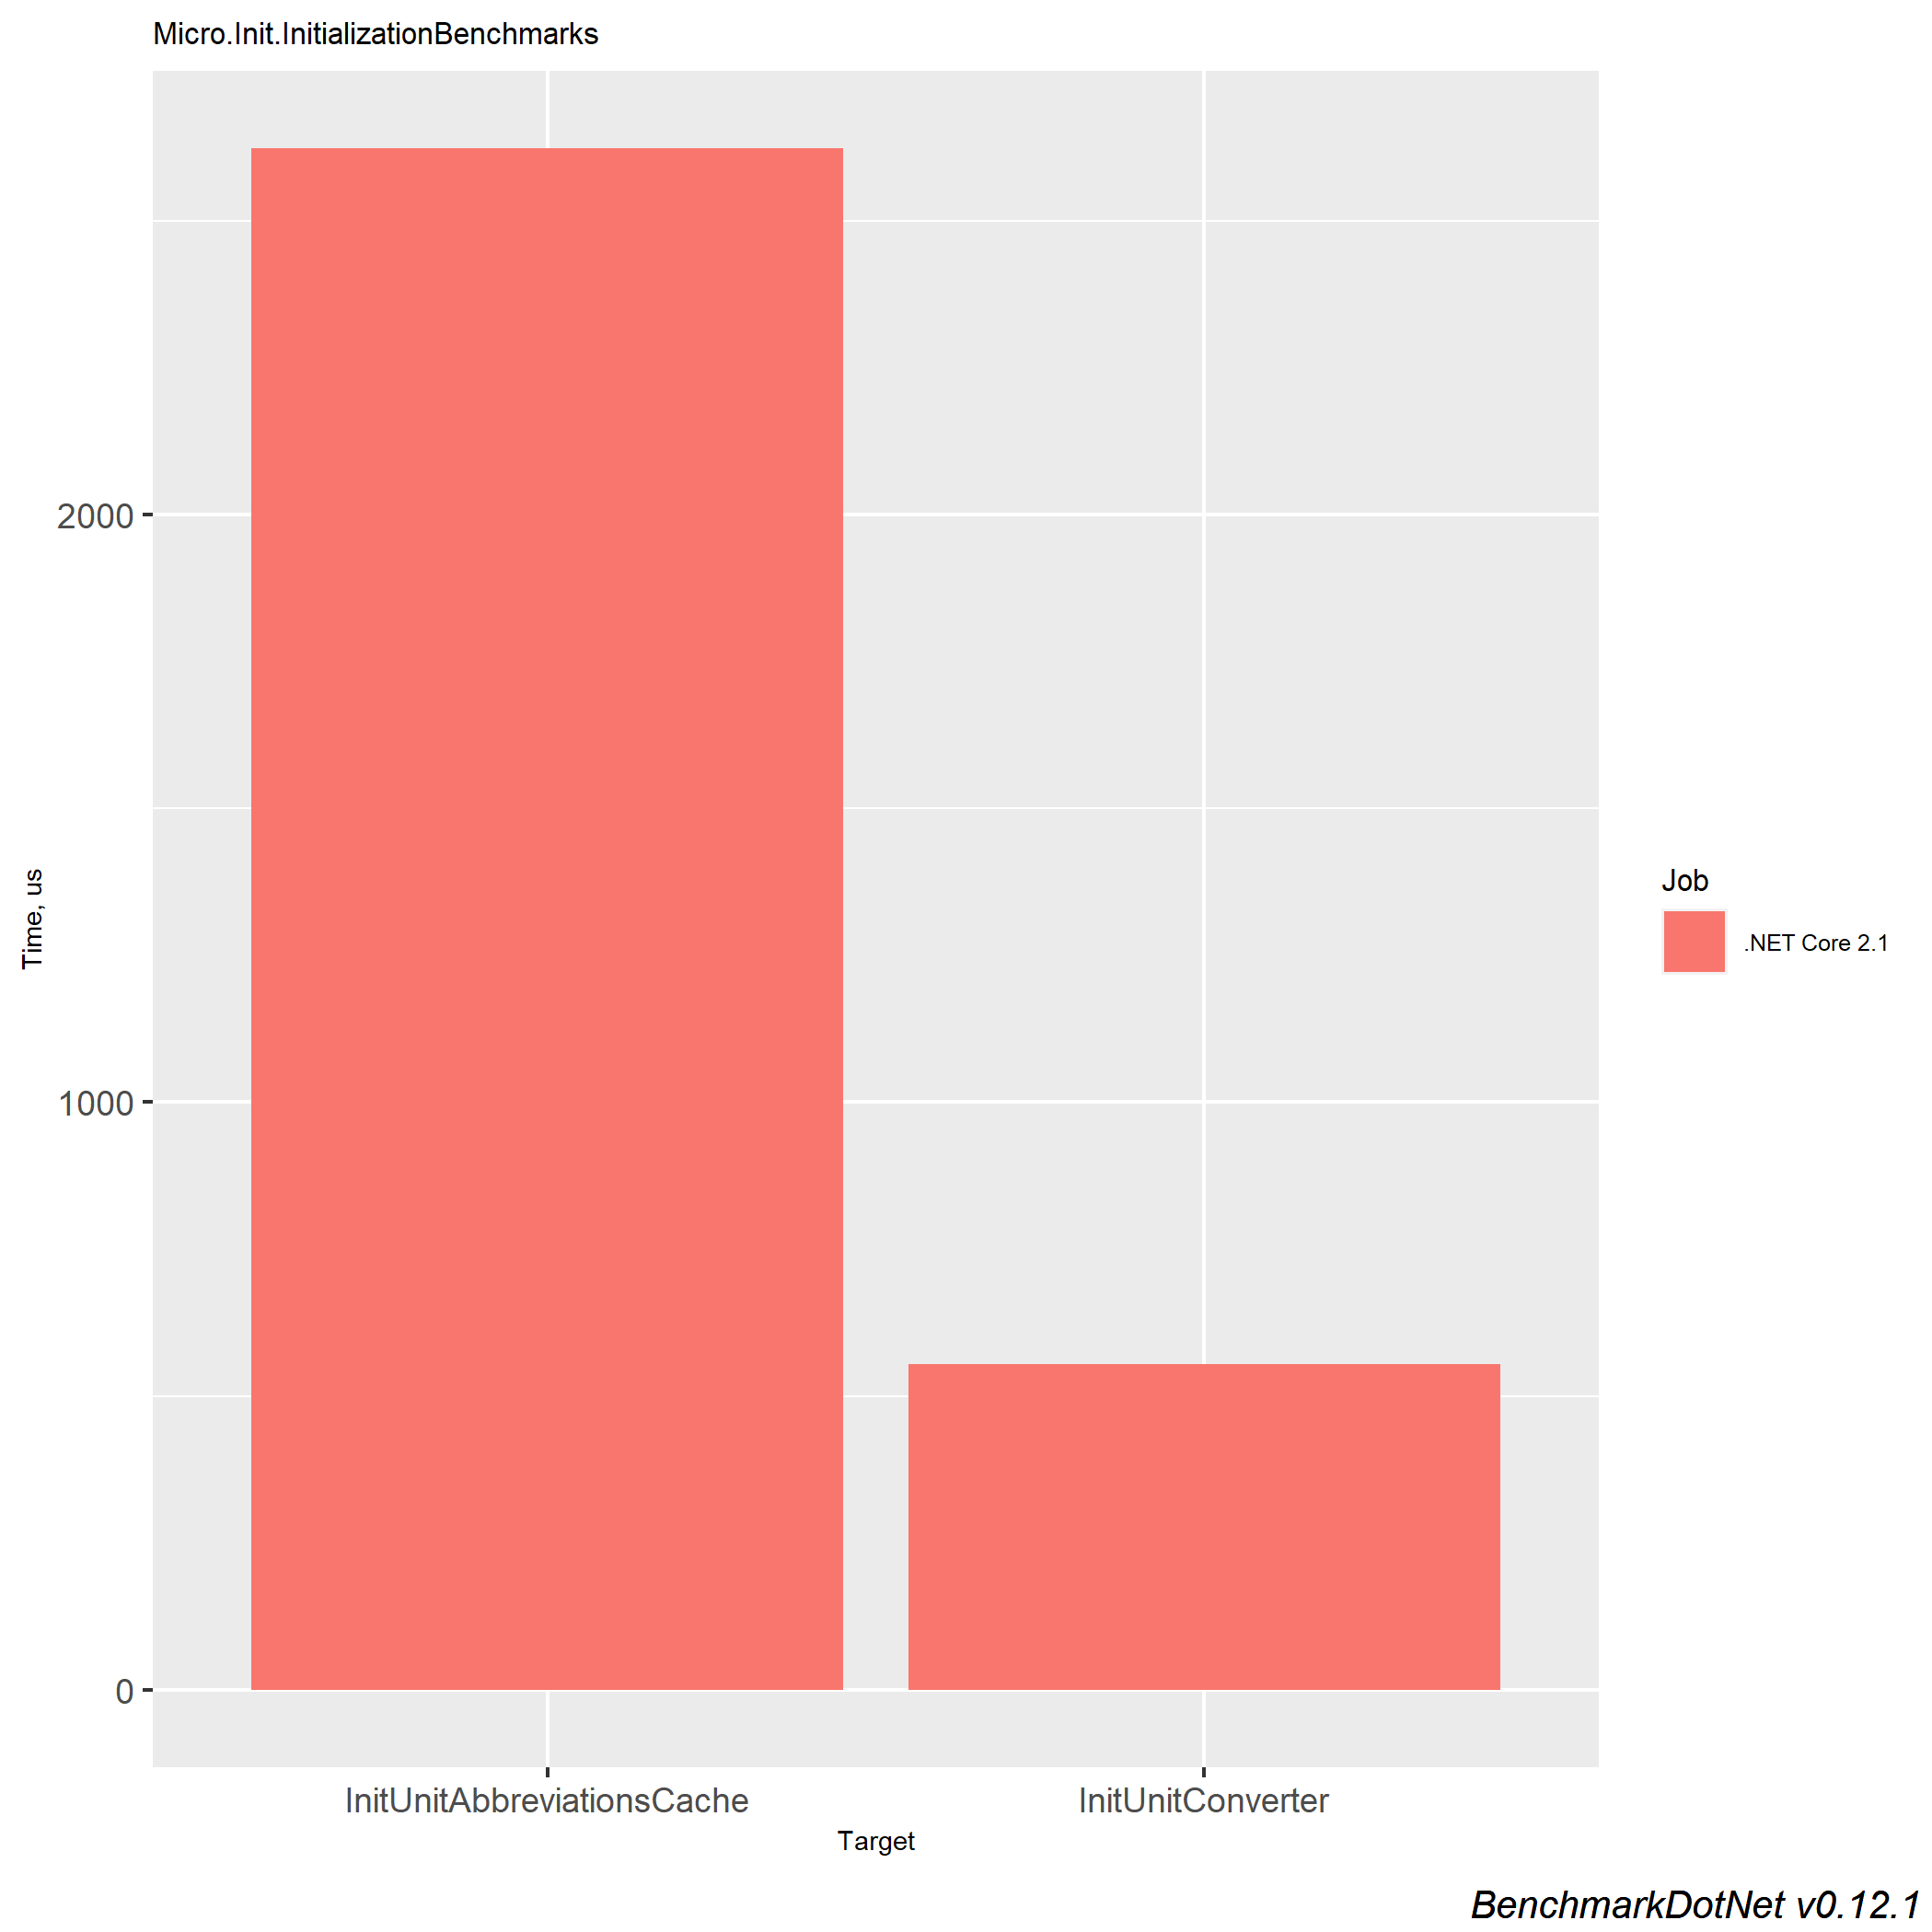 Micro.Init.InitializationBenchmarks
2000
1000
0
Time, us
InitUnitAbbreviationsCache
InitUnitConverter
Target
Job
.NET Core 2.1
BenchmarkDotNet v0.12.1